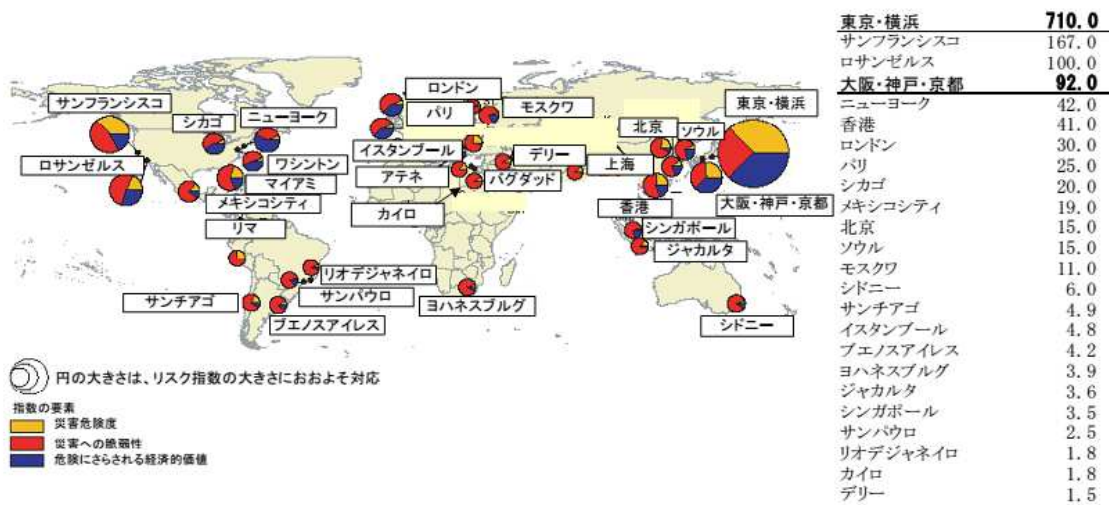 ロンドン
パリ
モスクワ
サンフランシスコ
シカゴ
ニューヨーク
東京・横浜
北京
ソウル
イスタンブール
デリー
上海
ロサンゼルス
ワシントン
マイアミ
アテネ
バグダッド
メキシコシティ
カイロ
香港
大阪・神戸・京都
リマ
シンガポール
ジャカルタ
リオデジャネイロ
サンパウロ
サンチアゴ
ブエノスアイレス
ヨハネスブルグ
シドニー
円の大きさは、リスク指数の大きさにおおよそ対応
指数の要素
災害危険度
災害への脆弱性
危険にさらされる経済的価値
東京・横浜 710.0
サンフランシスコ 167.0
ロサンゼルス 100.0
大阪・神戸・京都 92.0
ニューヨーク 42.0
香港 41.0
ロンドン 30.0
パリ 25.0
シカゴ 20.0
メキシコシティ 19.0
北京 15.0
ソウル 15.0
モスクワ 11.0
シドニー 6.0
サンチアゴ 4.9
イスタンブール 4.8
ブエノスアイレス 4.2
ヨハネスブルグ 3.9
ジャカルタ 3.6
シンガポール 3.5
サンパウロ 2.5
リオデジャネイロ 1.8
カイロ 1.8
デリー 1.5